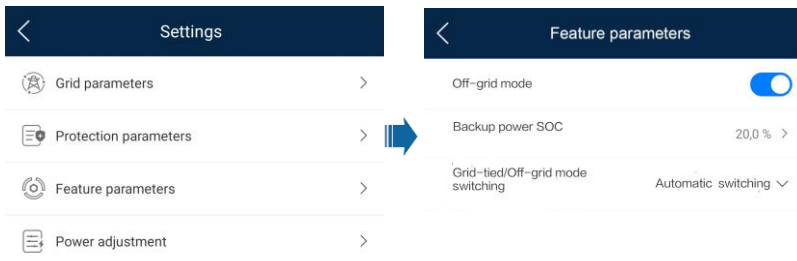 Settings
Grid parameters
Protection parameters
Feature parameters
Power adjustment
Feature parameters
Off-grid mode
Backup power SOC
20,0 %
Grid-tied/Off-grid mode
switching
Automatic switching